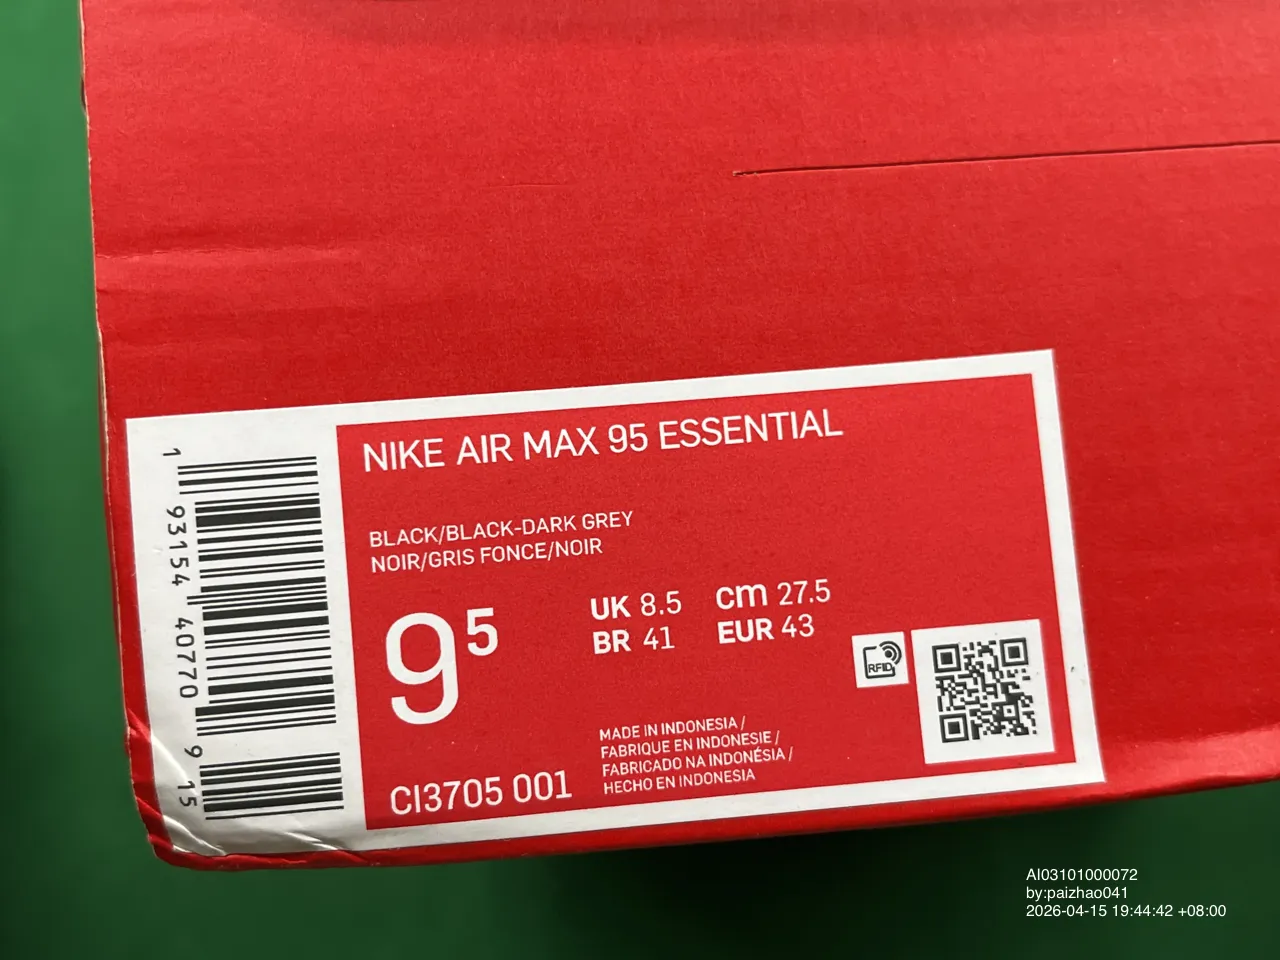 NIKE AIR MAX 95 ESSENTIAL
BLACK/BLACK-DARK GREY
NOIR/GRIS FONCE/NOIR
9⁵
UK 8.5 cm 27.5
BR 41 EUR 43
RFID
CI3705 001
MADE IN INDONESIA /
FABRIQUE EN INDONESIE /
FABRICADO NA INDONÉSIA /
HECHO EN INDONESIA
1 93154 40770 9 15
AI03101000072
by:paizhao041
2026-04-15 19:44:42 +08:00